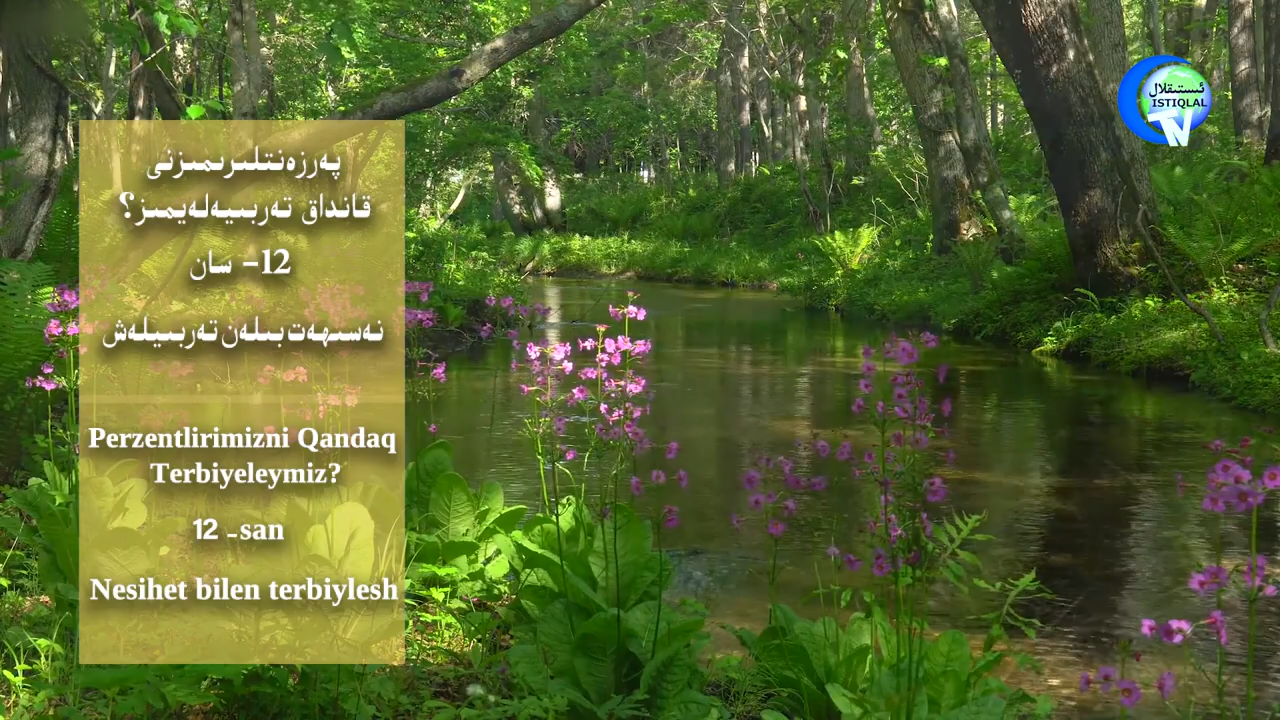 پەرزەنتلىرىمىزنى
قانداق تەربىيەلەيمىز؟
12- سان
نەسىھەت بىلەن تەربىيلەش
Perzentlirimizni Qandaq
Terbiyeleymiz?
12 -san
Nesihet bilen terbiylesh
ئىستىقلال
ISTIQLAL
TV